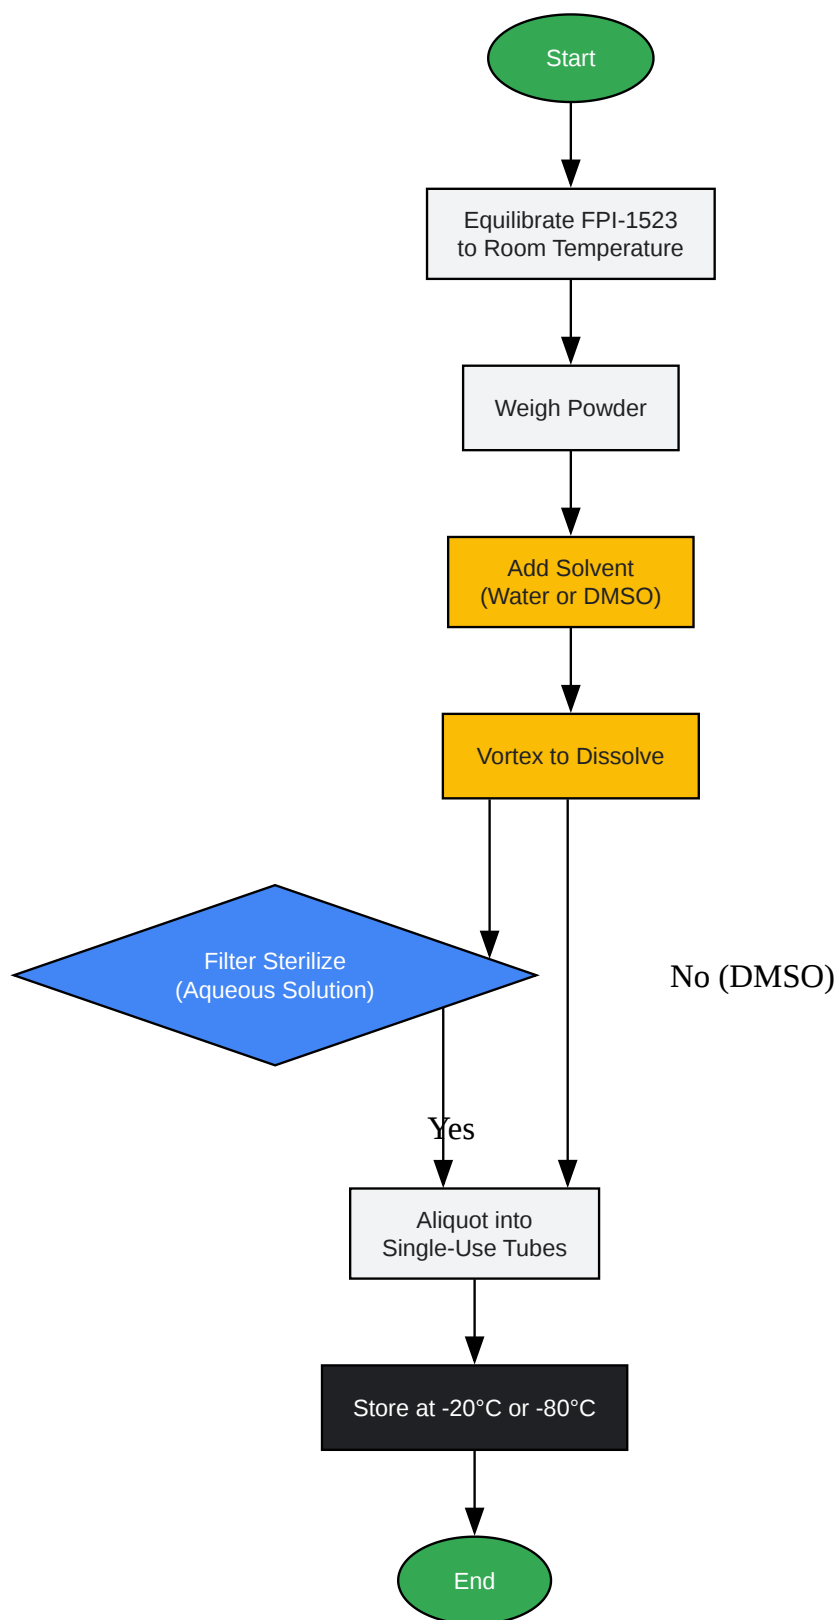 Start
Equilibrate FPI-1523
to Room Temperature
Weigh Powder
Add Solvent
(Water or DMSO)
Vortex to Dissolve
Filter Sterilize
(Aqueous Solution)
No (DMSO)
Yes
Aliquot into
Single-Use Tubes
Store at -20°C or -80°C
End